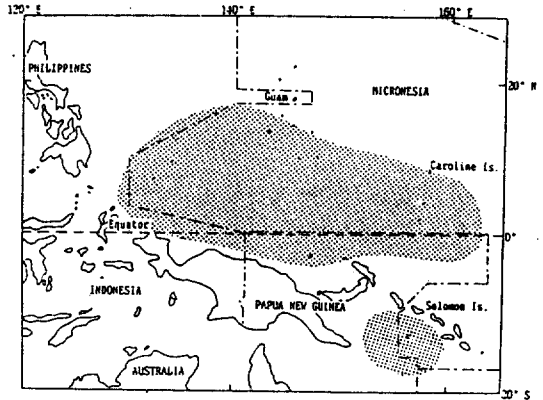 120° E 140° E 160° E
PHILIPPINES
MICRONESIA
20° N
Guam
Caroline Is.
Equator
0°
INDONESIA
PAPUA NEW GUINEA
Solomon Is.
AUSTRALIA
20° S